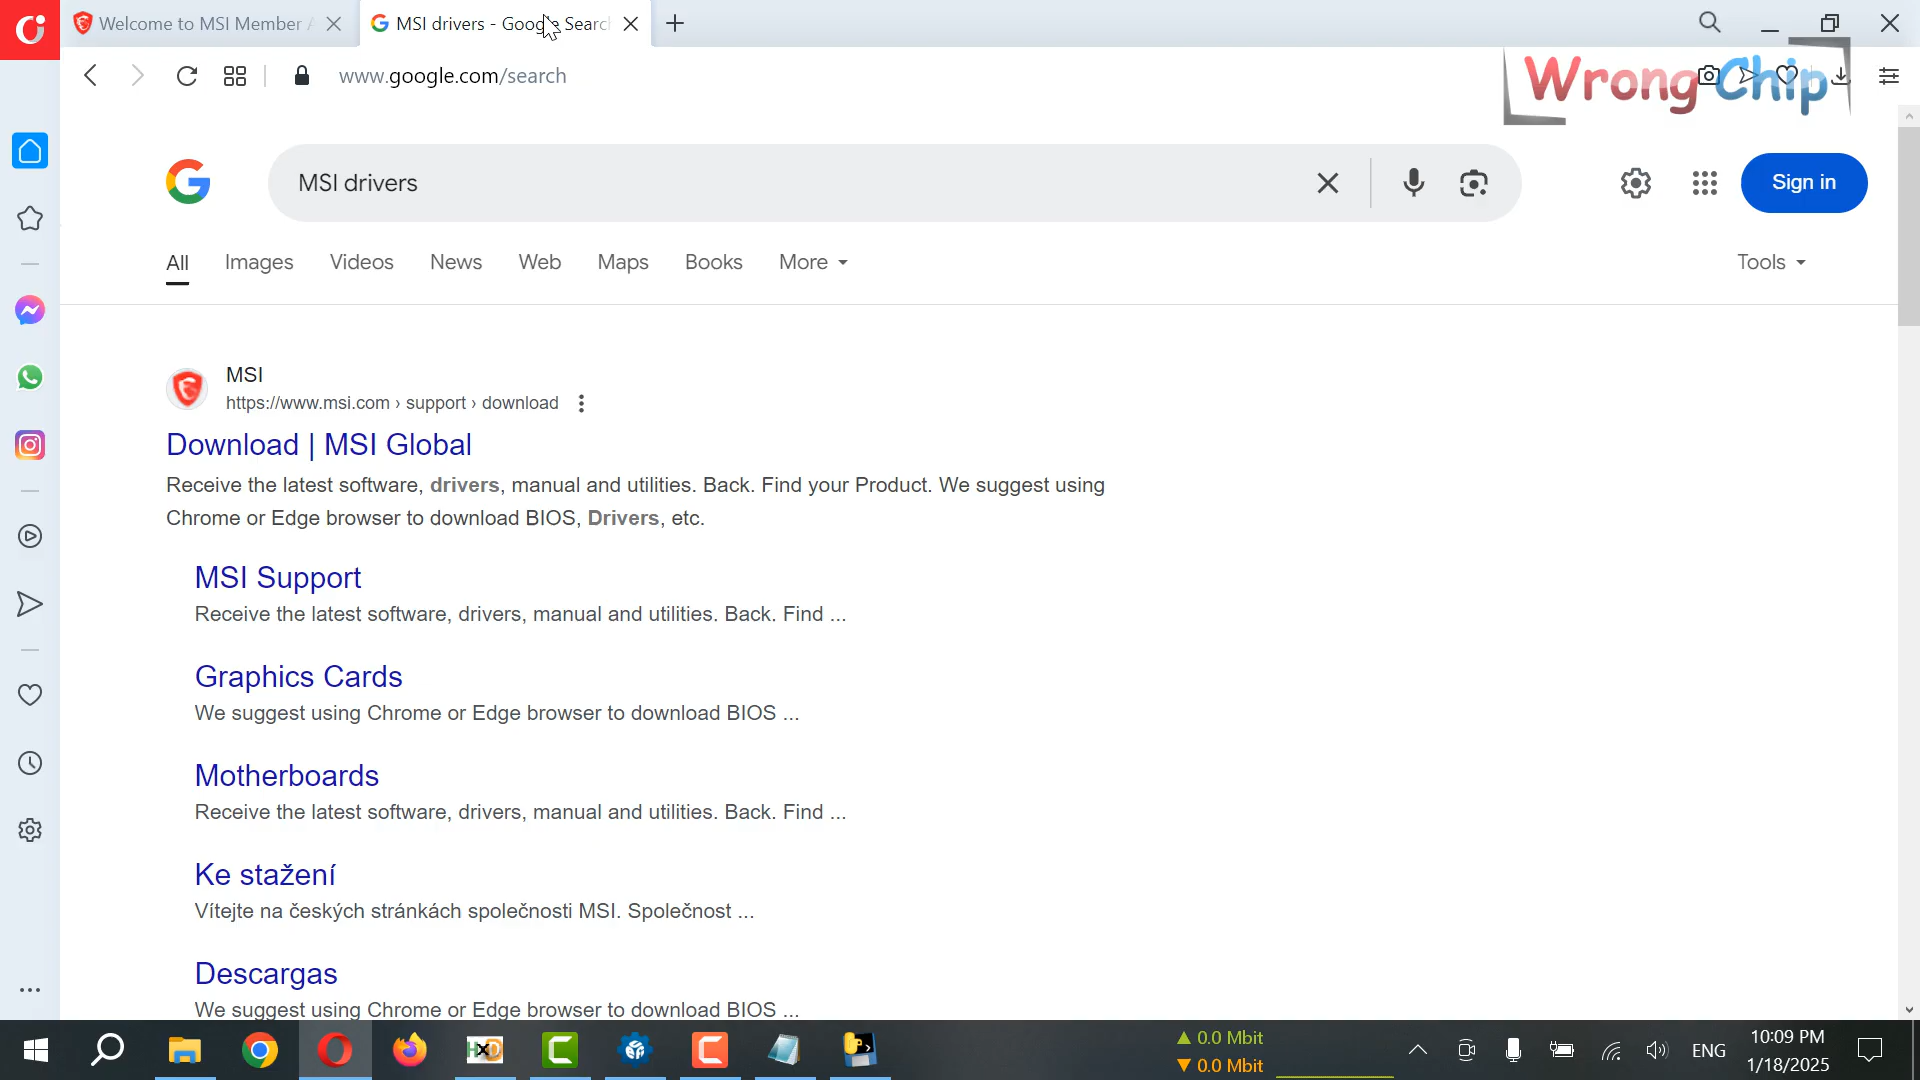 Welcome to MSI Member
MSI drivers - Google Search
www.google.com/search
Wrong Chip
MSI drivers
Sign in
All
Images
Videos
News
Web
Maps
Books
More
Tools
MSI
https://www.msi.com › support › download
Download | MSI Global
Receive the latest software, drivers, manual and utilities. Back. Find your Product. We suggest using
Chrome or Edge browser to download BIOS, Drivers, etc.
MSI Support
Receive the latest software, drivers, manual and utilities. Back. Find ...
Graphics Cards
We suggest using Chrome or Edge browser to download BIOS ...
Motherboards
Receive the latest software, drivers, manual and utilities. Back. Find ...
Ke stažení
Vítejte na českých stránkách společnosti MSI. Společnost ...
Descargas
We suggest using Chrome or Edge browser to download BIOS ...
HXD
0.0 Mbit
0.0 Mbit
ENG
10:09 PM
1/18/2025